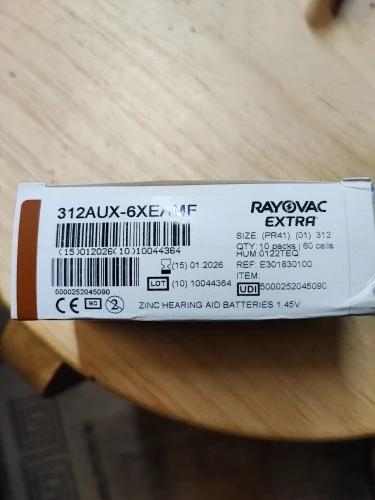 312AUX-6XEAMF
RAYOVAC
EXTRA
SIZE: (PR41) (01) 312
QTY: 10 packs | 60 cells
HUM:0122TEQ
REF: E301830100
ITEM:
UDI 5000252045090
(15)012026(10)10044364
(15) 01.2026
LOT (10) 10044364
5000252045090
CE MD 2
ZINC HEARING AID BATTERIES 1.45V